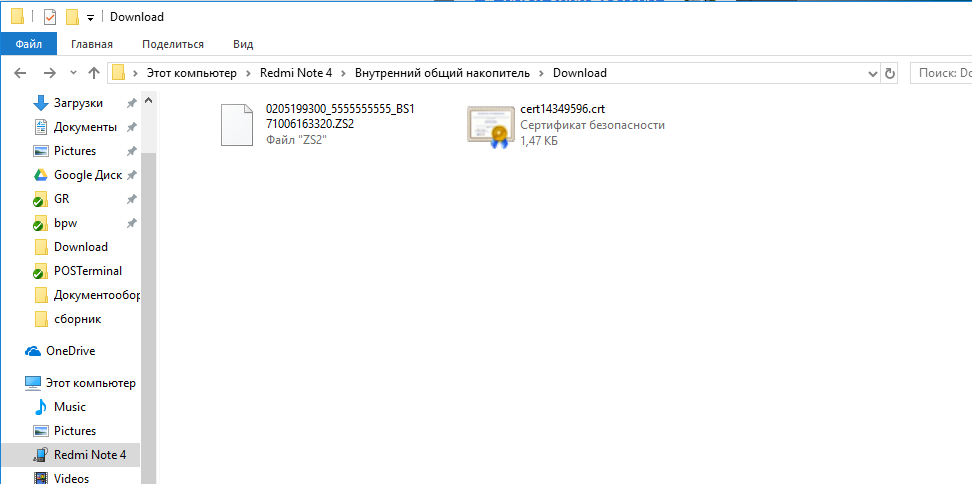 Download
Файл Главная Поделиться Вид
Этот компьютер Redmi Note 4 Внутренний общий накопитель Download
Поиск: Do
Загрузки
Документы
Pictures
Google Диск
GR
bpw
Download
POSTerminal
Документообор
сборник
OneDrive
Этот компьютер
Music
Pictures
Redmi Note 4
Videos
0205199300_5555555555_BS1
71006163320.ZS2
Файл "ZS2"
cert14349596.crt
Сертификат безопасности
1,47 КБ